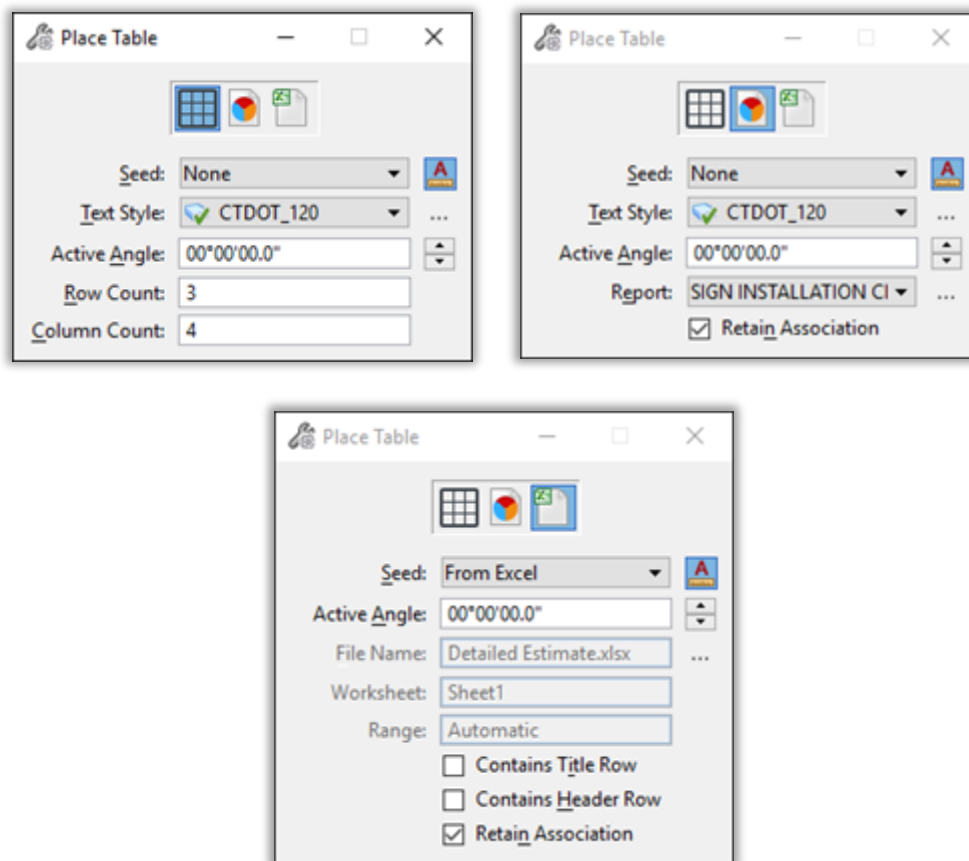 Place Table
Seed: None
Text Style: CTDOT_120 ...
Active Angle: 00°00'00.0"
Row Count: 3
Column Count: 4
Place Table
Seed: None
Text Style: CTDOT_120 ...
Active Angle: 00°00'00.0"
Report: SIGN INSTALLATION CI ...
Retain Association
Place Table
Seed: From Excel
Active Angle: 00°00'00.0"
File Name: Detailed Estimate.xlsx ...
Worksheet: Sheet1
Range: Automatic
Contains Title Row
Contains Header Row
Retain Association